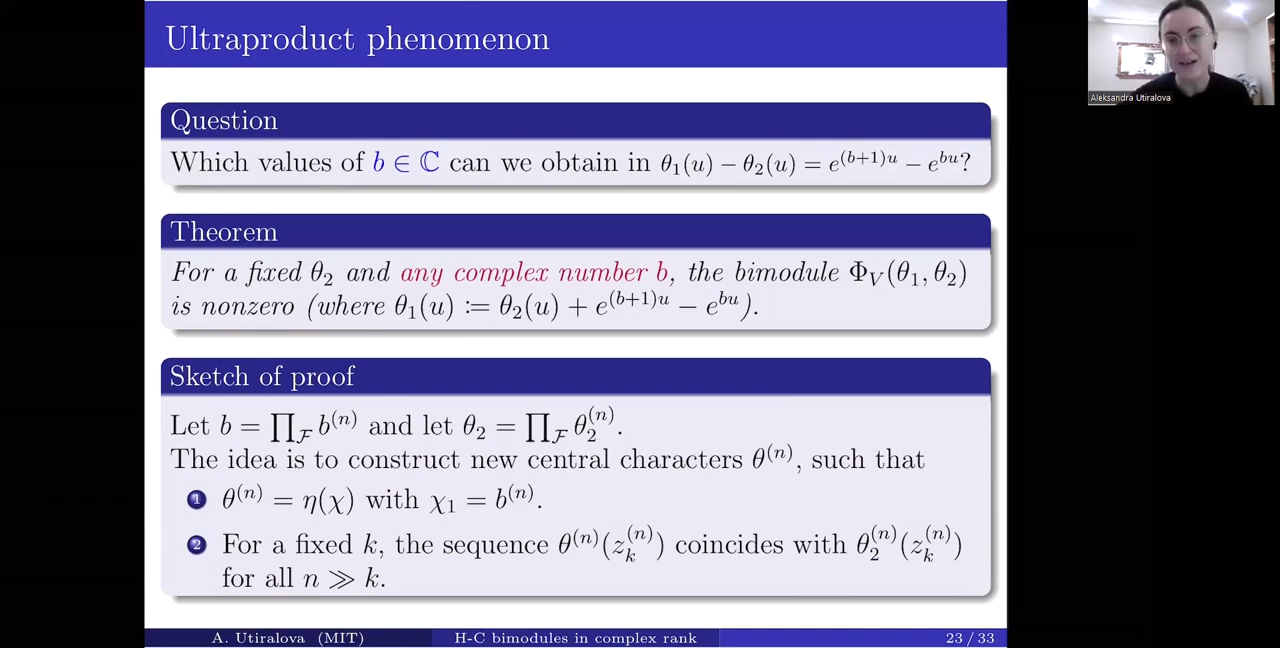 Ultraproduct phenomenon
Aleksandra Utiralova
Question
Which values of b ∈ ℂ can we obtain in θ₁(u) − θ₂(u) = e^{(b+1)u} − e^{bu}?
Theorem
For a fixed θ₂ and any complex number b, the bimodule Φ_V(θ₁, θ₂)
is nonzero (where θ₁(u) ≔ θ₂(u) + e^{(b+1)u} − e^{bu}).
Sketch of proof
Let b = ∏_ℱ b^{(n)} and let θ₂ = ∏_ℱ θ₂^{(n)}.
The idea is to construct new central characters θ^{(n)}, such that
1 θ^{(n)} = η(χ) with χ₁ = b^{(n)}.
2 For a fixed k, the sequence θ^{(n)}(z_k^{(n)}) coincides with θ₂^{(n)}(z_k^{(n)})
for all n ≫ k.
A. Utiralova (MIT) H-C bimodules in complex rank 23 / 33